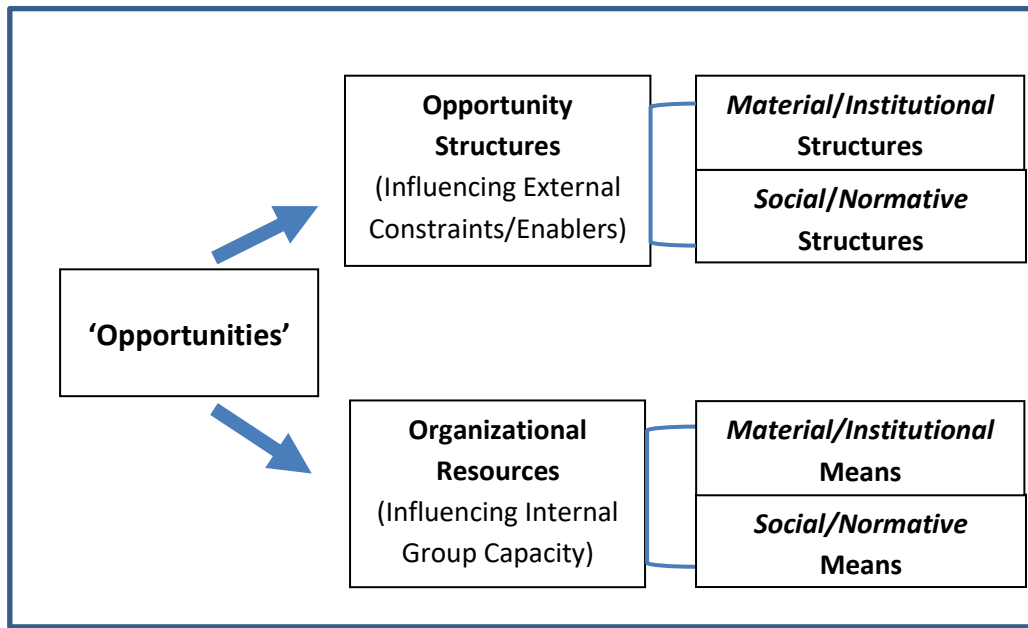 ‘Opportunities’
Opportunity
Structures
(Influencing External
Constraints/Enablers)
Material/Institutional
Structures
Social/Normative
Structures
Organizational
Resources
(Influencing Internal
Group Capacity)
Material/Institutional
Means
Social/Normative
Means